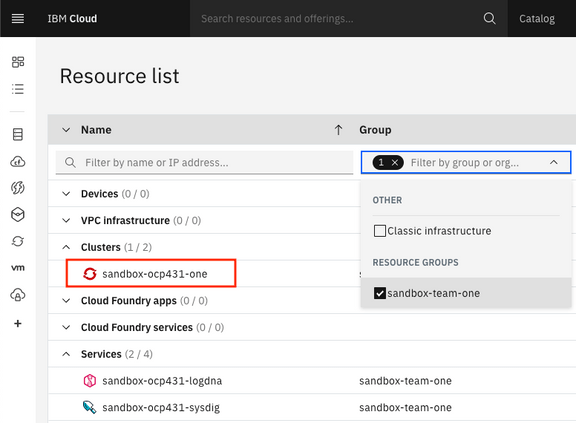 IBM Cloud
Search resources and offerings...
Catalog
Resource list
Name
Group
Filter by name or IP address...
1
Filter by group or org...
Devices (0 / 0)
OTHER
VPC infrastructure (0 / 0)
Classic infrastructure
Clusters (1 / 2)
RESOURCE GROUPS
sandbox-ocp431-one
sandbox-team-one
Cloud Foundry apps (0 / 0)
Cloud Foundry services (0 / 0)
Services (2 / 4)
sandbox-ocp431-logdna
sandbox-team-one
sandbox-ocp431-sysdig
sandbox-team-one
vm